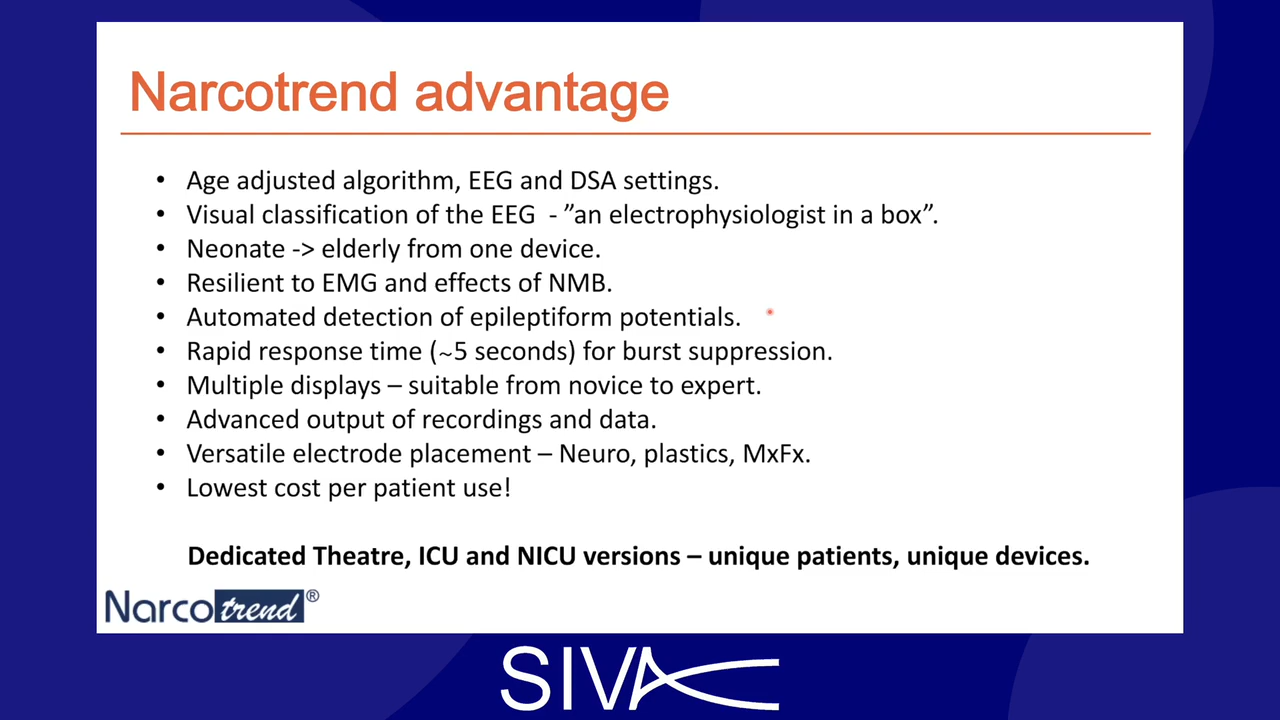 Narcotrend advantage
• Age adjusted algorithm, EEG and DSA settings.
• Visual classification of the EEG - ”an electrophysiologist in a box”.
• Neonate -> elderly from one device.
• Resilient to EMG and effects of NMB.
• Automated detection of epileptiform potentials.
• Rapid response time (~5 seconds) for burst suppression.
• Multiple displays – suitable from novice to expert.
• Advanced output of recordings and data.
• Versatile electrode placement – Neuro, plastics, MxFx.
• Lowest cost per patient use!
Dedicated Theatre, ICU and NICU versions – unique patients, unique devices.
Narcotrend®
SIVA